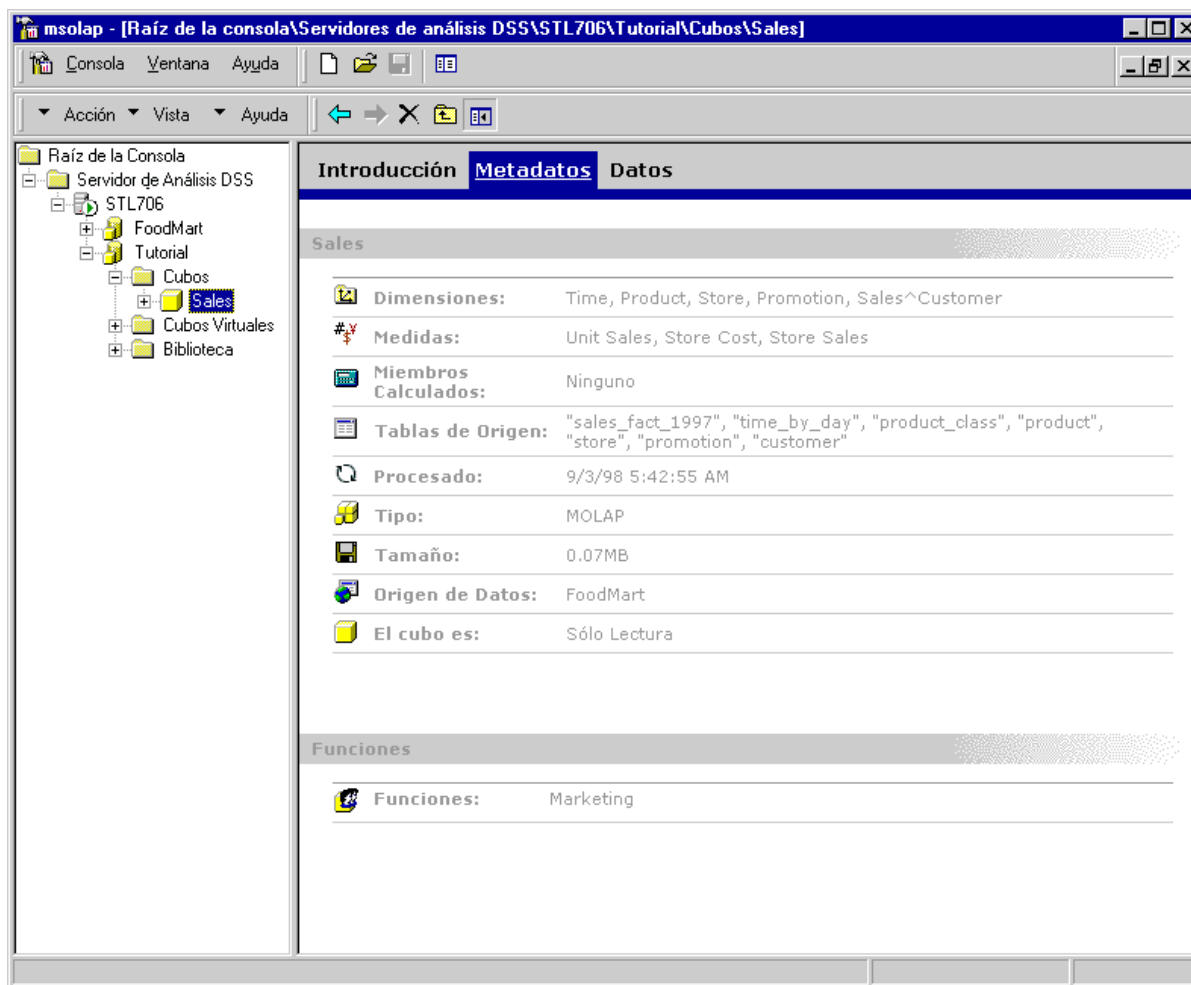 msolap - [Raíz de la consola\Servidores de análisis DSS\STL706\Tutorial\Cubos\Sales]
Consola Ventana Ayuda
Acción Vista Ayuda
Raíz de la Consola
Servidor de Análisis DSS
STL706
FoodMart
Tutorial
Cubos
Sales
Cubos Virtuales
Biblioteca
Introducción Metadatos Datos
Sales
Dimensiones: Time, Product, Store, Promotion, Sales^Customer
Medidas: Unit Sales, Store Cost, Store Sales
Miembros
Calculados: Ninguno
Tablas de Origen: "sales_fact_1997", "time_by_day", "product_class", "product",
"store", "promotion", "customer"
Procesado: 9/3/98 5:42:55 AM
Tipo: MOLAP
Tamaño: 0.07MB
Origen de Datos: FoodMart
El cubo es: Sólo Lectura
Funciones
Funciones: Marketing